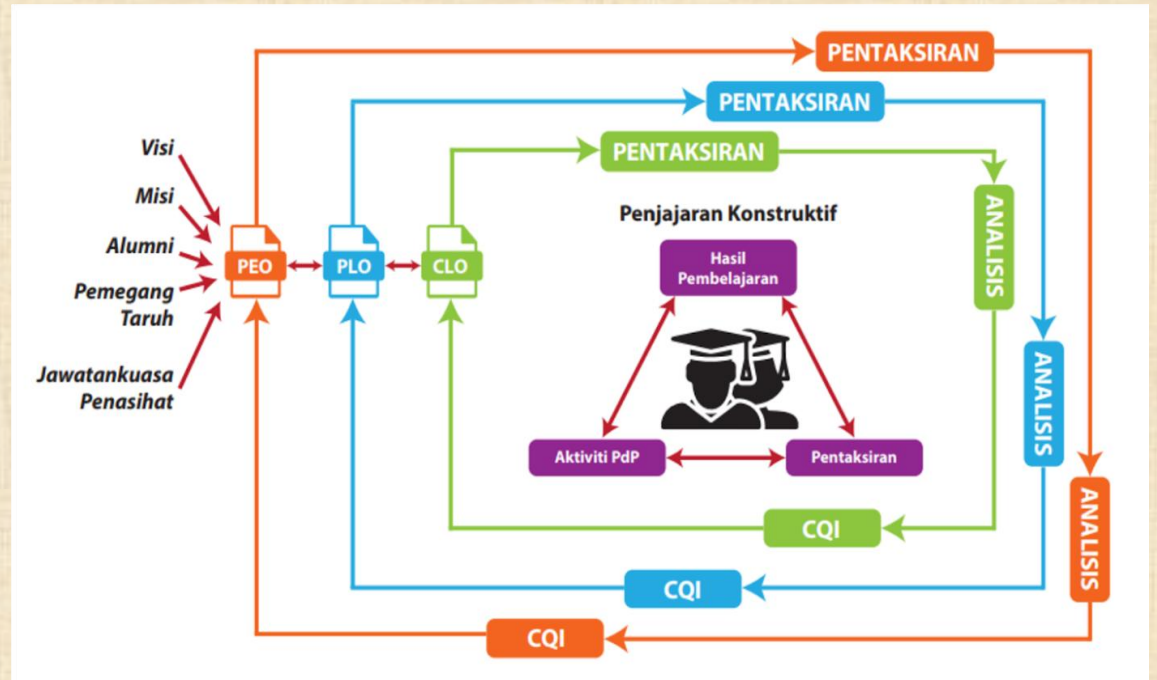 PENTAKSIRAN
PENTAKSIRAN
PENTAKSIRAN
Visi
Misi
Alumni
Pemegang
Taruh
Jawatankuasa
Penasihat
PEO
PLO
CLO
Penjajaran Konstruktif
Hasil
Pembelajaran
Aktiviti PdP
Pentaksiran
ANALISIS
ANALISIS
ANALISIS
CQI
CQI
CQI